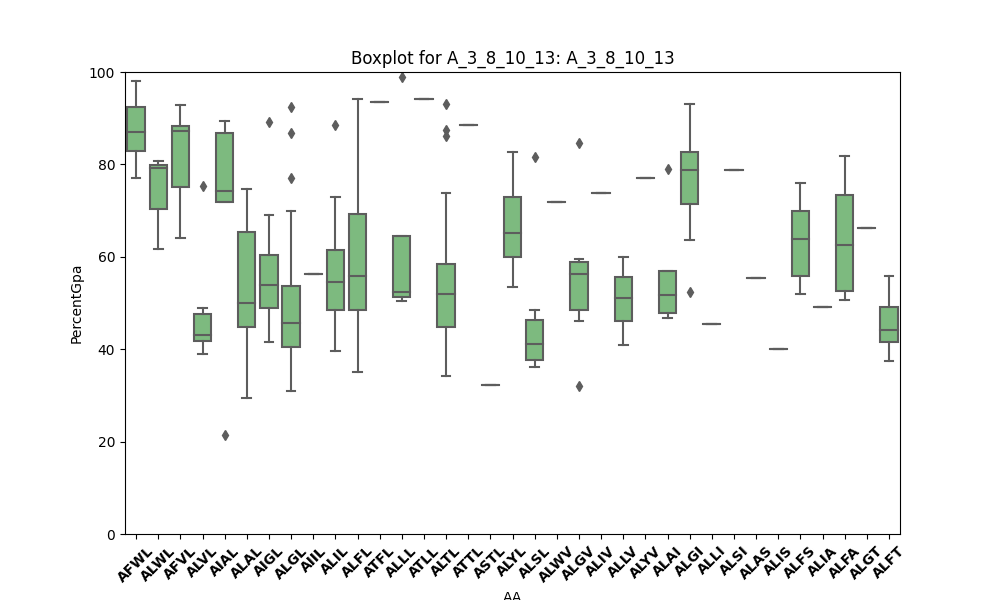 Boxplot for A_3_8_10_13: A_3_8_10_13
PercentGpa
100
80
60
40
20
0
AFWL ALWL AFVL ALVL AIAL ALAL AIGL ALGL AIIL ALIL ALFL ATFL ALLL ATLL ALTL ATTL ASTL ALYL ALSL ALWV ALGV ALIV ALLV ALYV ALAI ALGI ALLI ALSI ALAS ALIS ALFS ALIA ALFA ALGT ALFT
AA